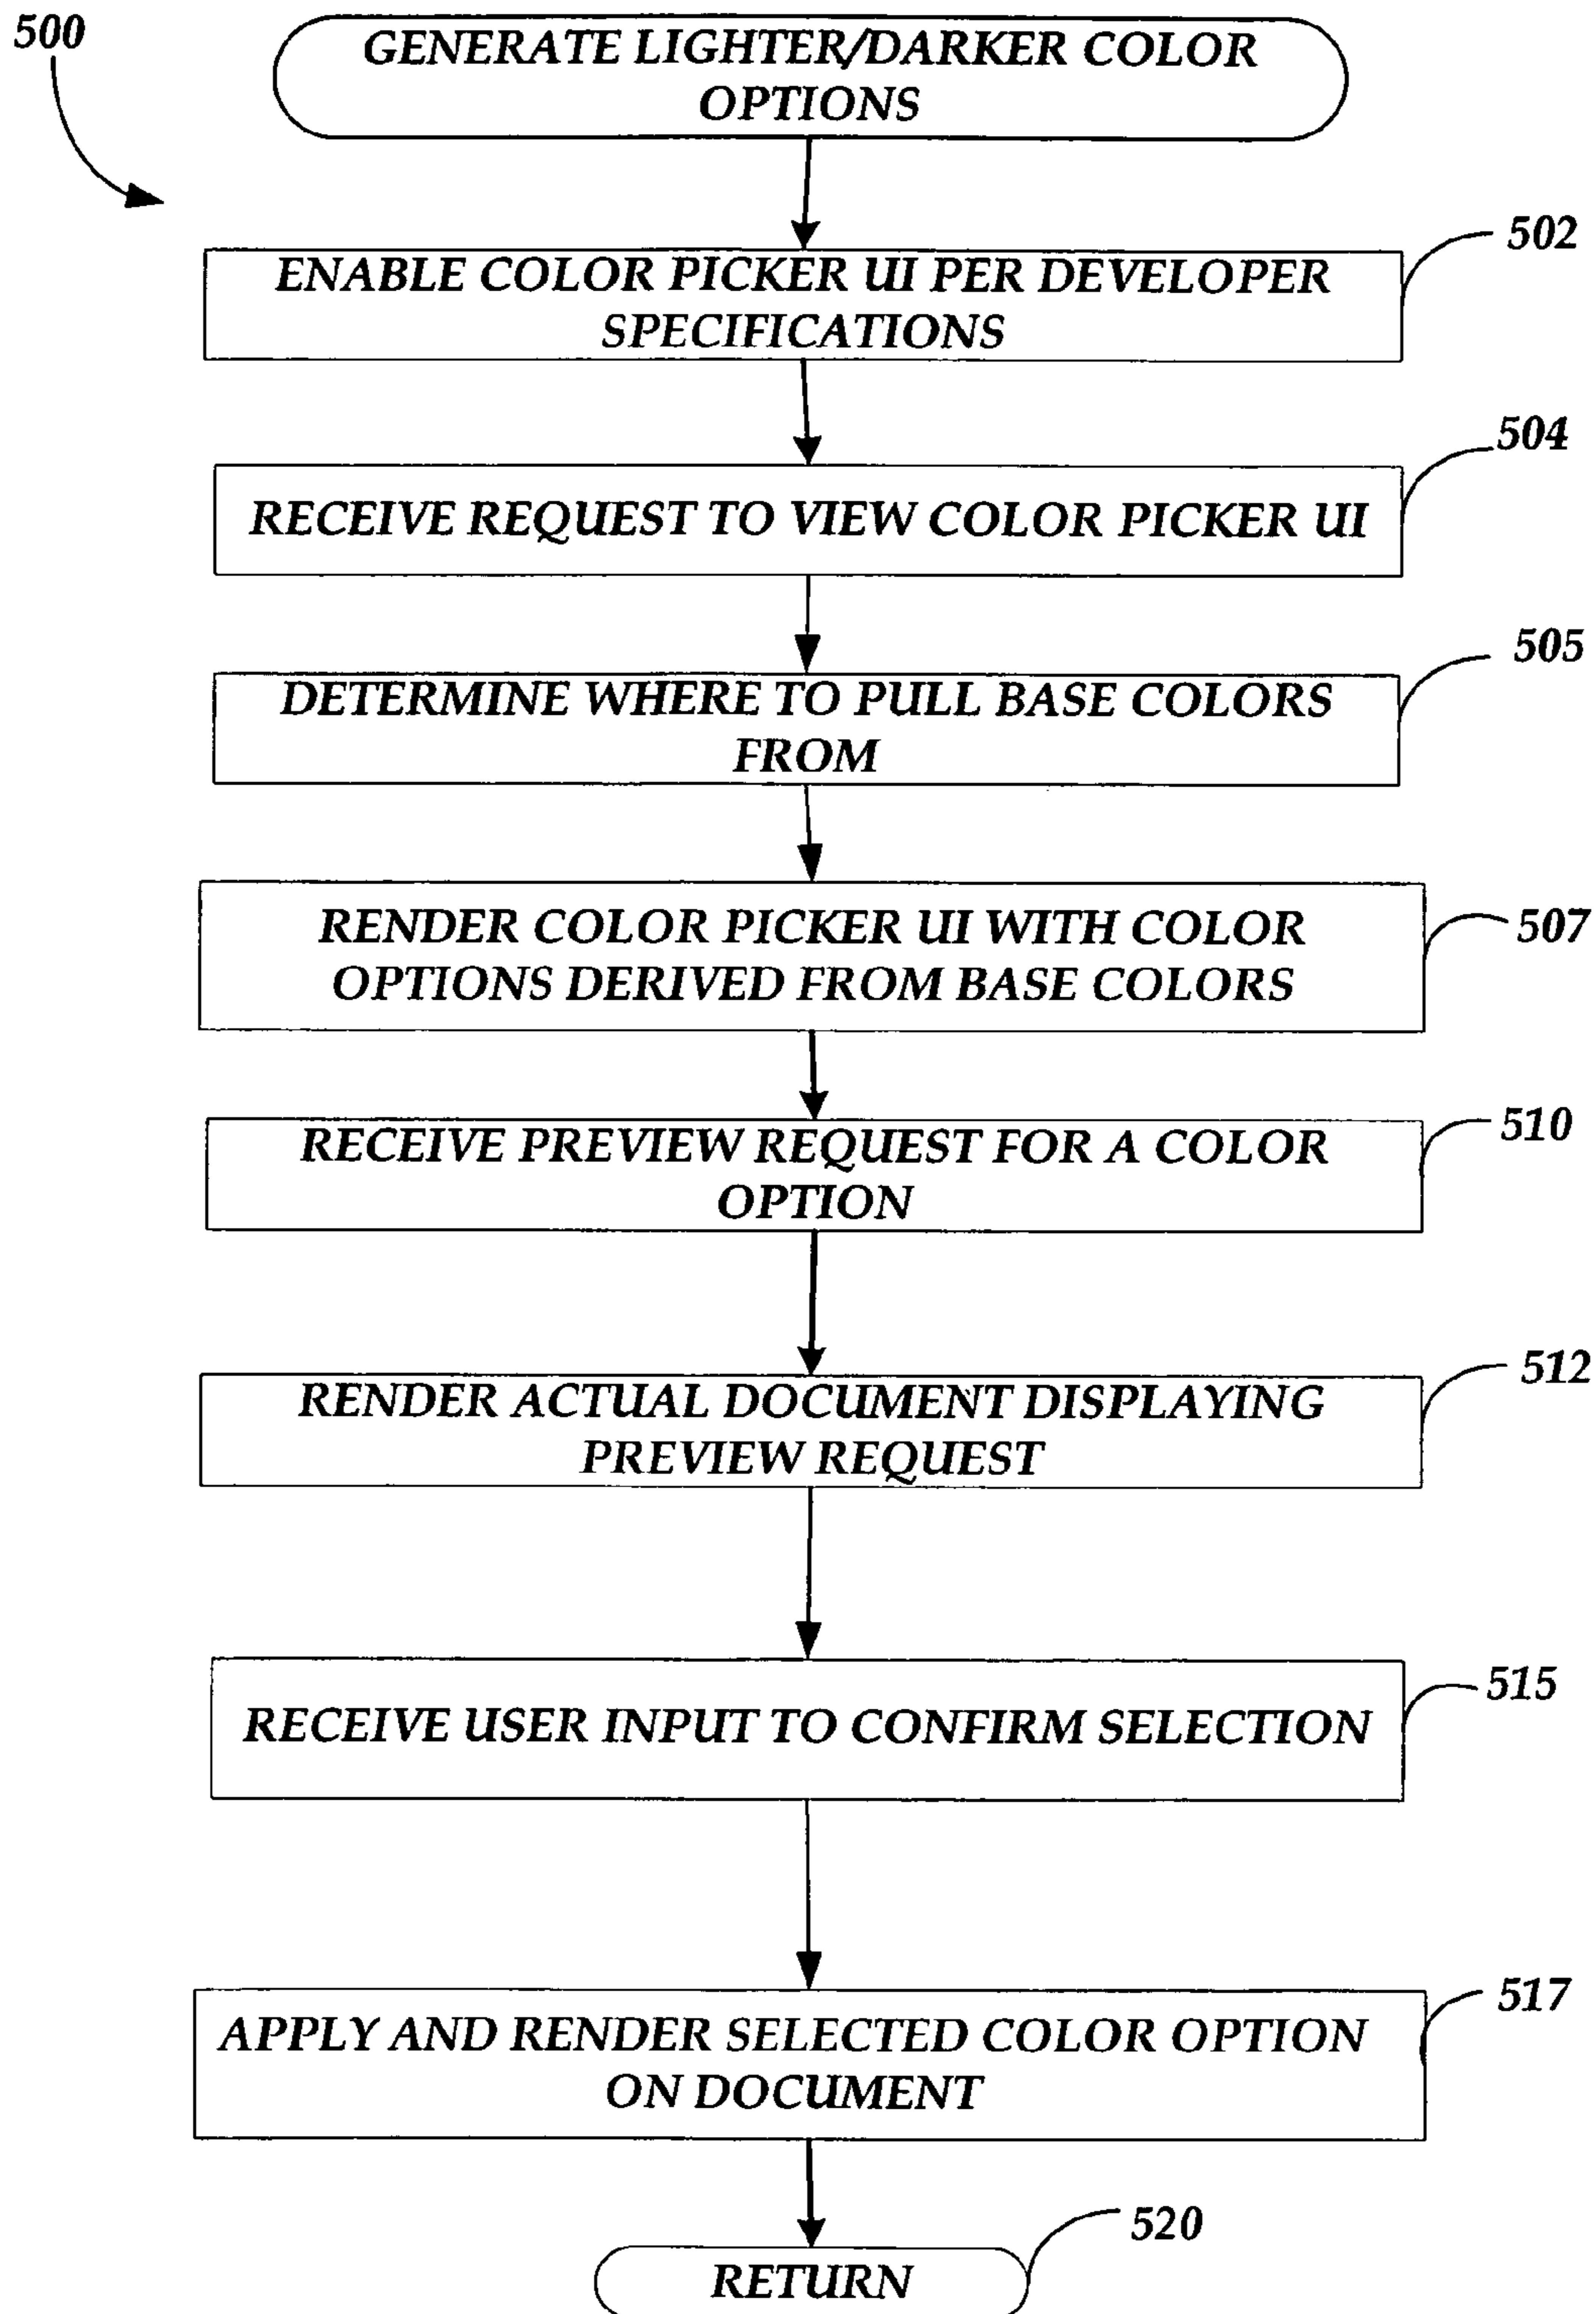 500
GENERATE LIGHTER/DARKER COLOR
OPTIONS
502
ENABLE COLOR PICKER UI PER DEVELOPER
SPECIFICATIONS
504
RECEIVE REQUEST TO VIEW COLOR PICKER UI
505
DETERMINE WHERE TO PULL BASE COLORS
FROM
507
RENDER COLOR PICKER UI WITH COLOR
OPTIONS DERIVED FROM BASE COLORS
510
RECEIVE PREVIEW REQUEST FOR A COLOR
OPTION
512
RENDER ACTUAL DOCUMENT DISPLAYING
PREVIEW REQUEST
515
RECEIVE USER INPUT TO CONFIRM SELECTION
517
APPLY AND RENDER SELECTED COLOR OPTION
ON DOCUMENT
520
RETURN